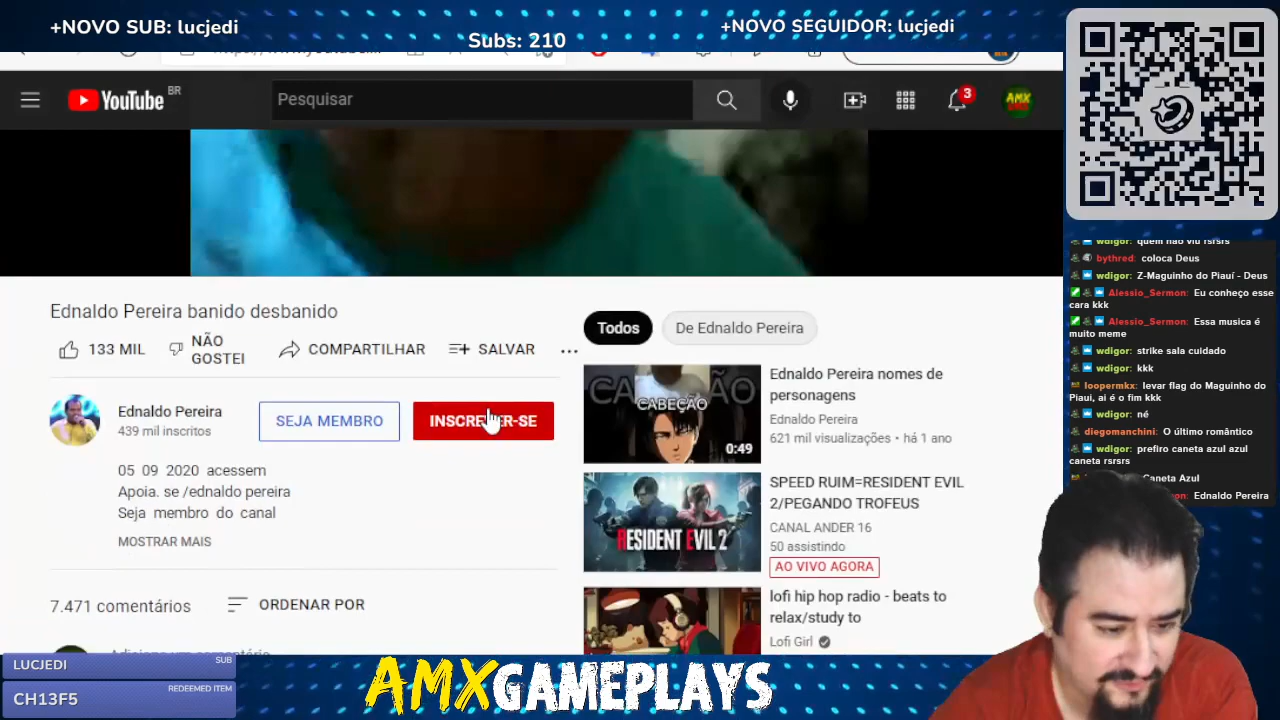 +NOVO SUB: lucjedi
Subs: 210
+NOVO SEGUIDOR: lucjedi
YouTube BR
Pesquisar
3
AMX
Ednaldo Pereira banido desbanido
133 MIL
NÃO GOSTEI
COMPARTILHAR
SALVAR
Ednaldo Pereira
439 mil inscritos
SEJA MEMBRO
05 09 2020 acessem
Apoia. se /ednaldo pereira
Seja membro do canal
MOSTRAR MAIS
7.471 comentários
ORDENAR POR
Todos
De Ednaldo Pereira
CABEÇÃO
CABEÇÃO
0:49
Ednaldo Pereira nomes de
personagens
Ednaldo Pereira
621 mil visualizações • há 1 ano
RESIDENT EVIL 2
SPEED RUIM=RESIDENT EVIL
2/PEGANDO TROFEUS
CANAL ANDER 16
50 assistindo
AO VIVO AGORA
lofi hip hop radio - beats to
relax/study to
Lofi Girl
wdigor: quem não viu rsrsrs
bythred: coloca Deus
wdigor: Z-Maguinho do Piauí - Deus
Alessio_Sermon: Eu conheço esse
cara kkk
Alessio_Sermon: Essa musica é
muito meme
wdigor: strike sala cuidado
wdigor: kkk
loopermkx: levar flag do Maguinho do
Piaui, ai é o fim kkk
wdigor: né
diegomanchini: O último romântico
wdigor: prefiro caneta azul azul
caneta rsrsrs
Caneta Azul
Ednaldo Pereira
LUCJEDI SUB
CH13F5 REDEEMED ITEM
AMXGAMEPLAYS